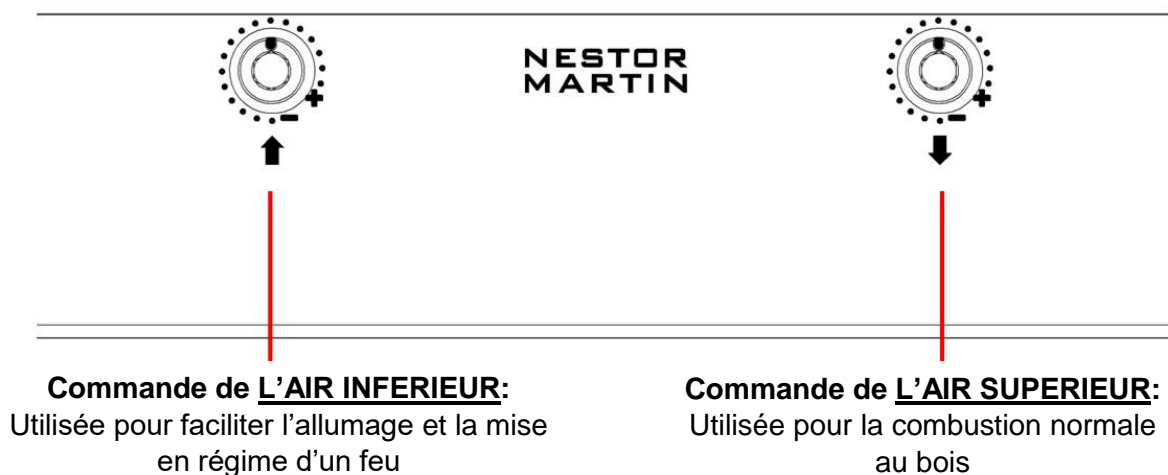 NESTOR
MARTIN
Commande de L'AIR INFERIEUR:
Utilisée pour faciliter l'allumage et la mise
en régime d'un feu
Commande de L'AIR SUPERIEUR:
Utilisée pour la combustion normale
au bois